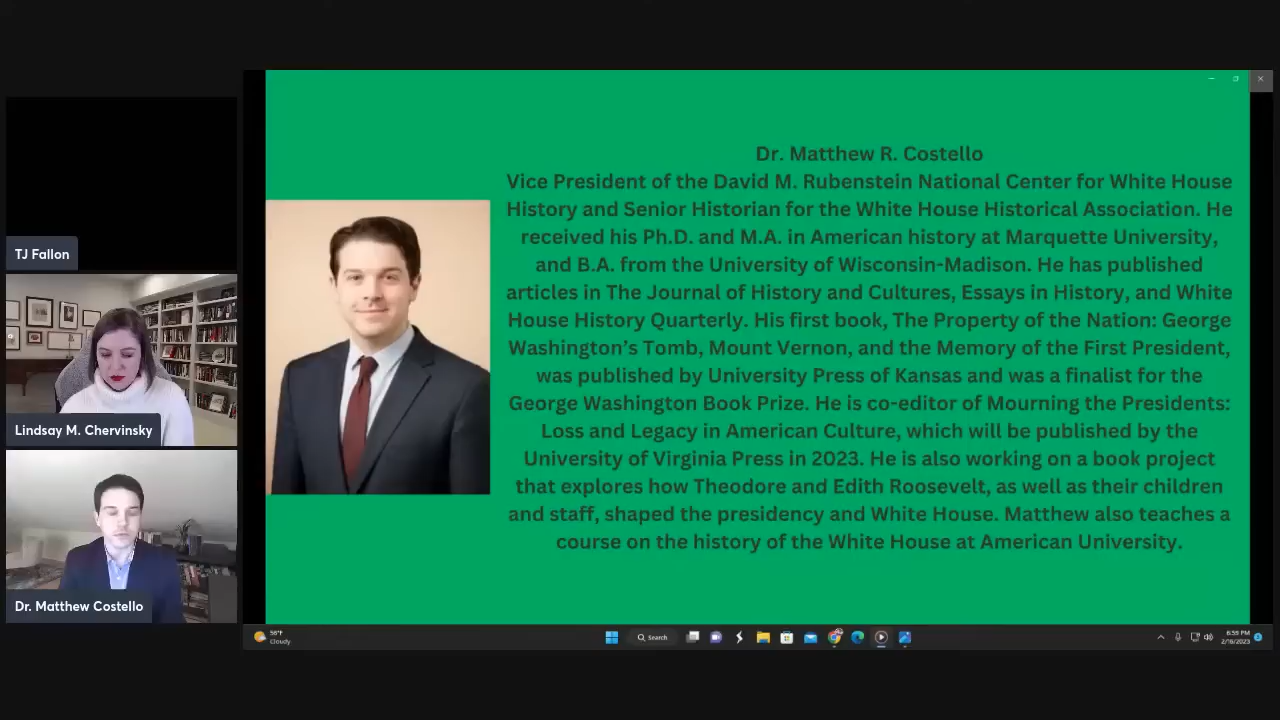 TJ Fallon
Lindsay M. Chervinsky
Dr. Matthew Costello
Dr. Matthew R. Costello
Vice President of the David M. Rubenstein National Center for White House
History and Senior Historian for the White House Historical Association. He
received his Ph.D. and M.A. in American history at Marquette University,
and B.A. from the University of Wisconsin-Madison. He has published
articles in The Journal of History and Cultures, Essays in History, and White
House History Quarterly. His first book, The Property of the Nation: George
Washington’s Tomb, Mount Vernon, and the Memory of the First President,
was published by University Press of Kansas and was a finalist for the
George Washington Book Prize. He is co-editor of Mourning the Presidents:
Loss and Legacy in American Culture, which will be published by the
University of Virginia Press in 2023. He is also working on a book project
that explores how Theodore and Edith Roosevelt, as well as their children
and staff, shaped the presidency and White House. Matthew also teaches a
course on the history of the White House at American University.
Cloudy
Search
6:59 PM
2/16/2023